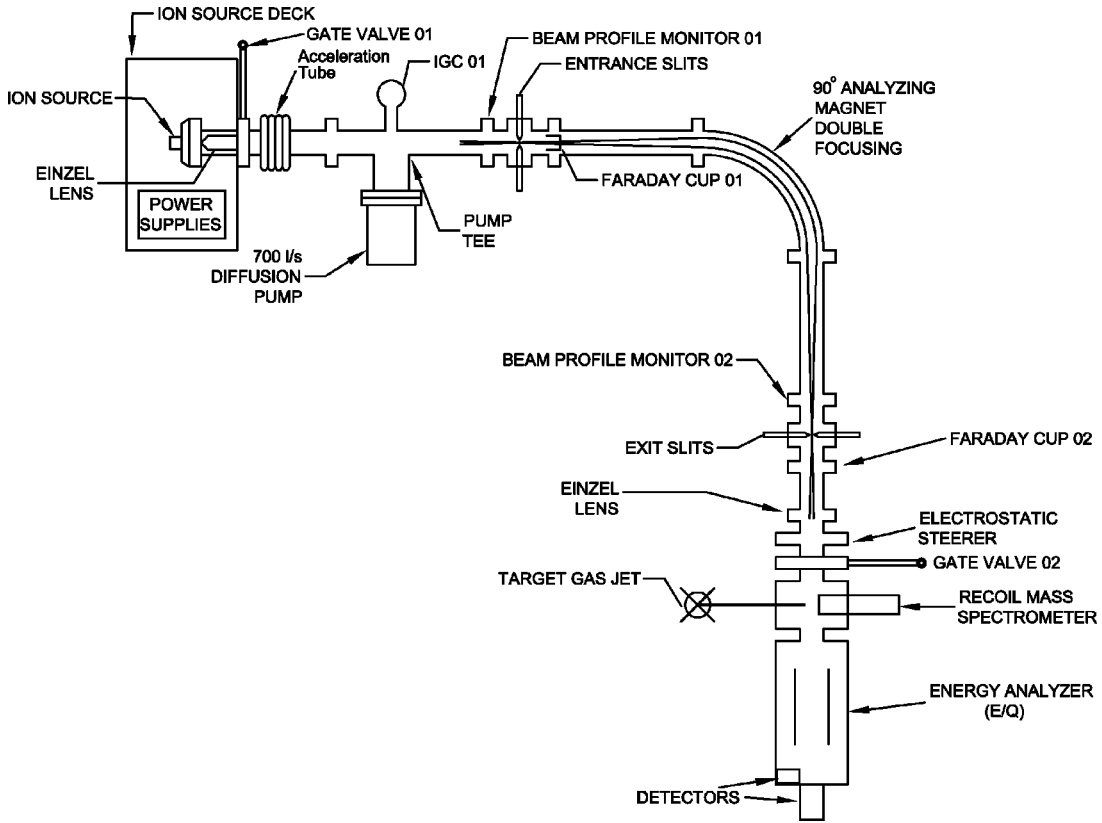 ION SOURCE DECK
GATE VALVE 01
Acceleration
Tube
IGC 01
BEAM PROFILE MONITOR 01
ENTRANCE SLITS
90° ANALYZING
MAGNET
DOUBLE
FOCUSING
ION SOURCE
EINZEL
LENS
POWER
SUPPLIES
FARADAY CUP 01
PUMP
TEE
700 l/s
DIFFUSION
PUMP
BEAM PROFILE MONITOR 02
EXIT SLITS
FARADAY CUP 02
EINZEL
LENS
ELECTROSTATIC
STEERER
GATE VALVE 02
TARGET GAS JET
RECOIL MASS
SPECTROMETER
ENERGY ANALYZER
(E/Q)
DETECTORS